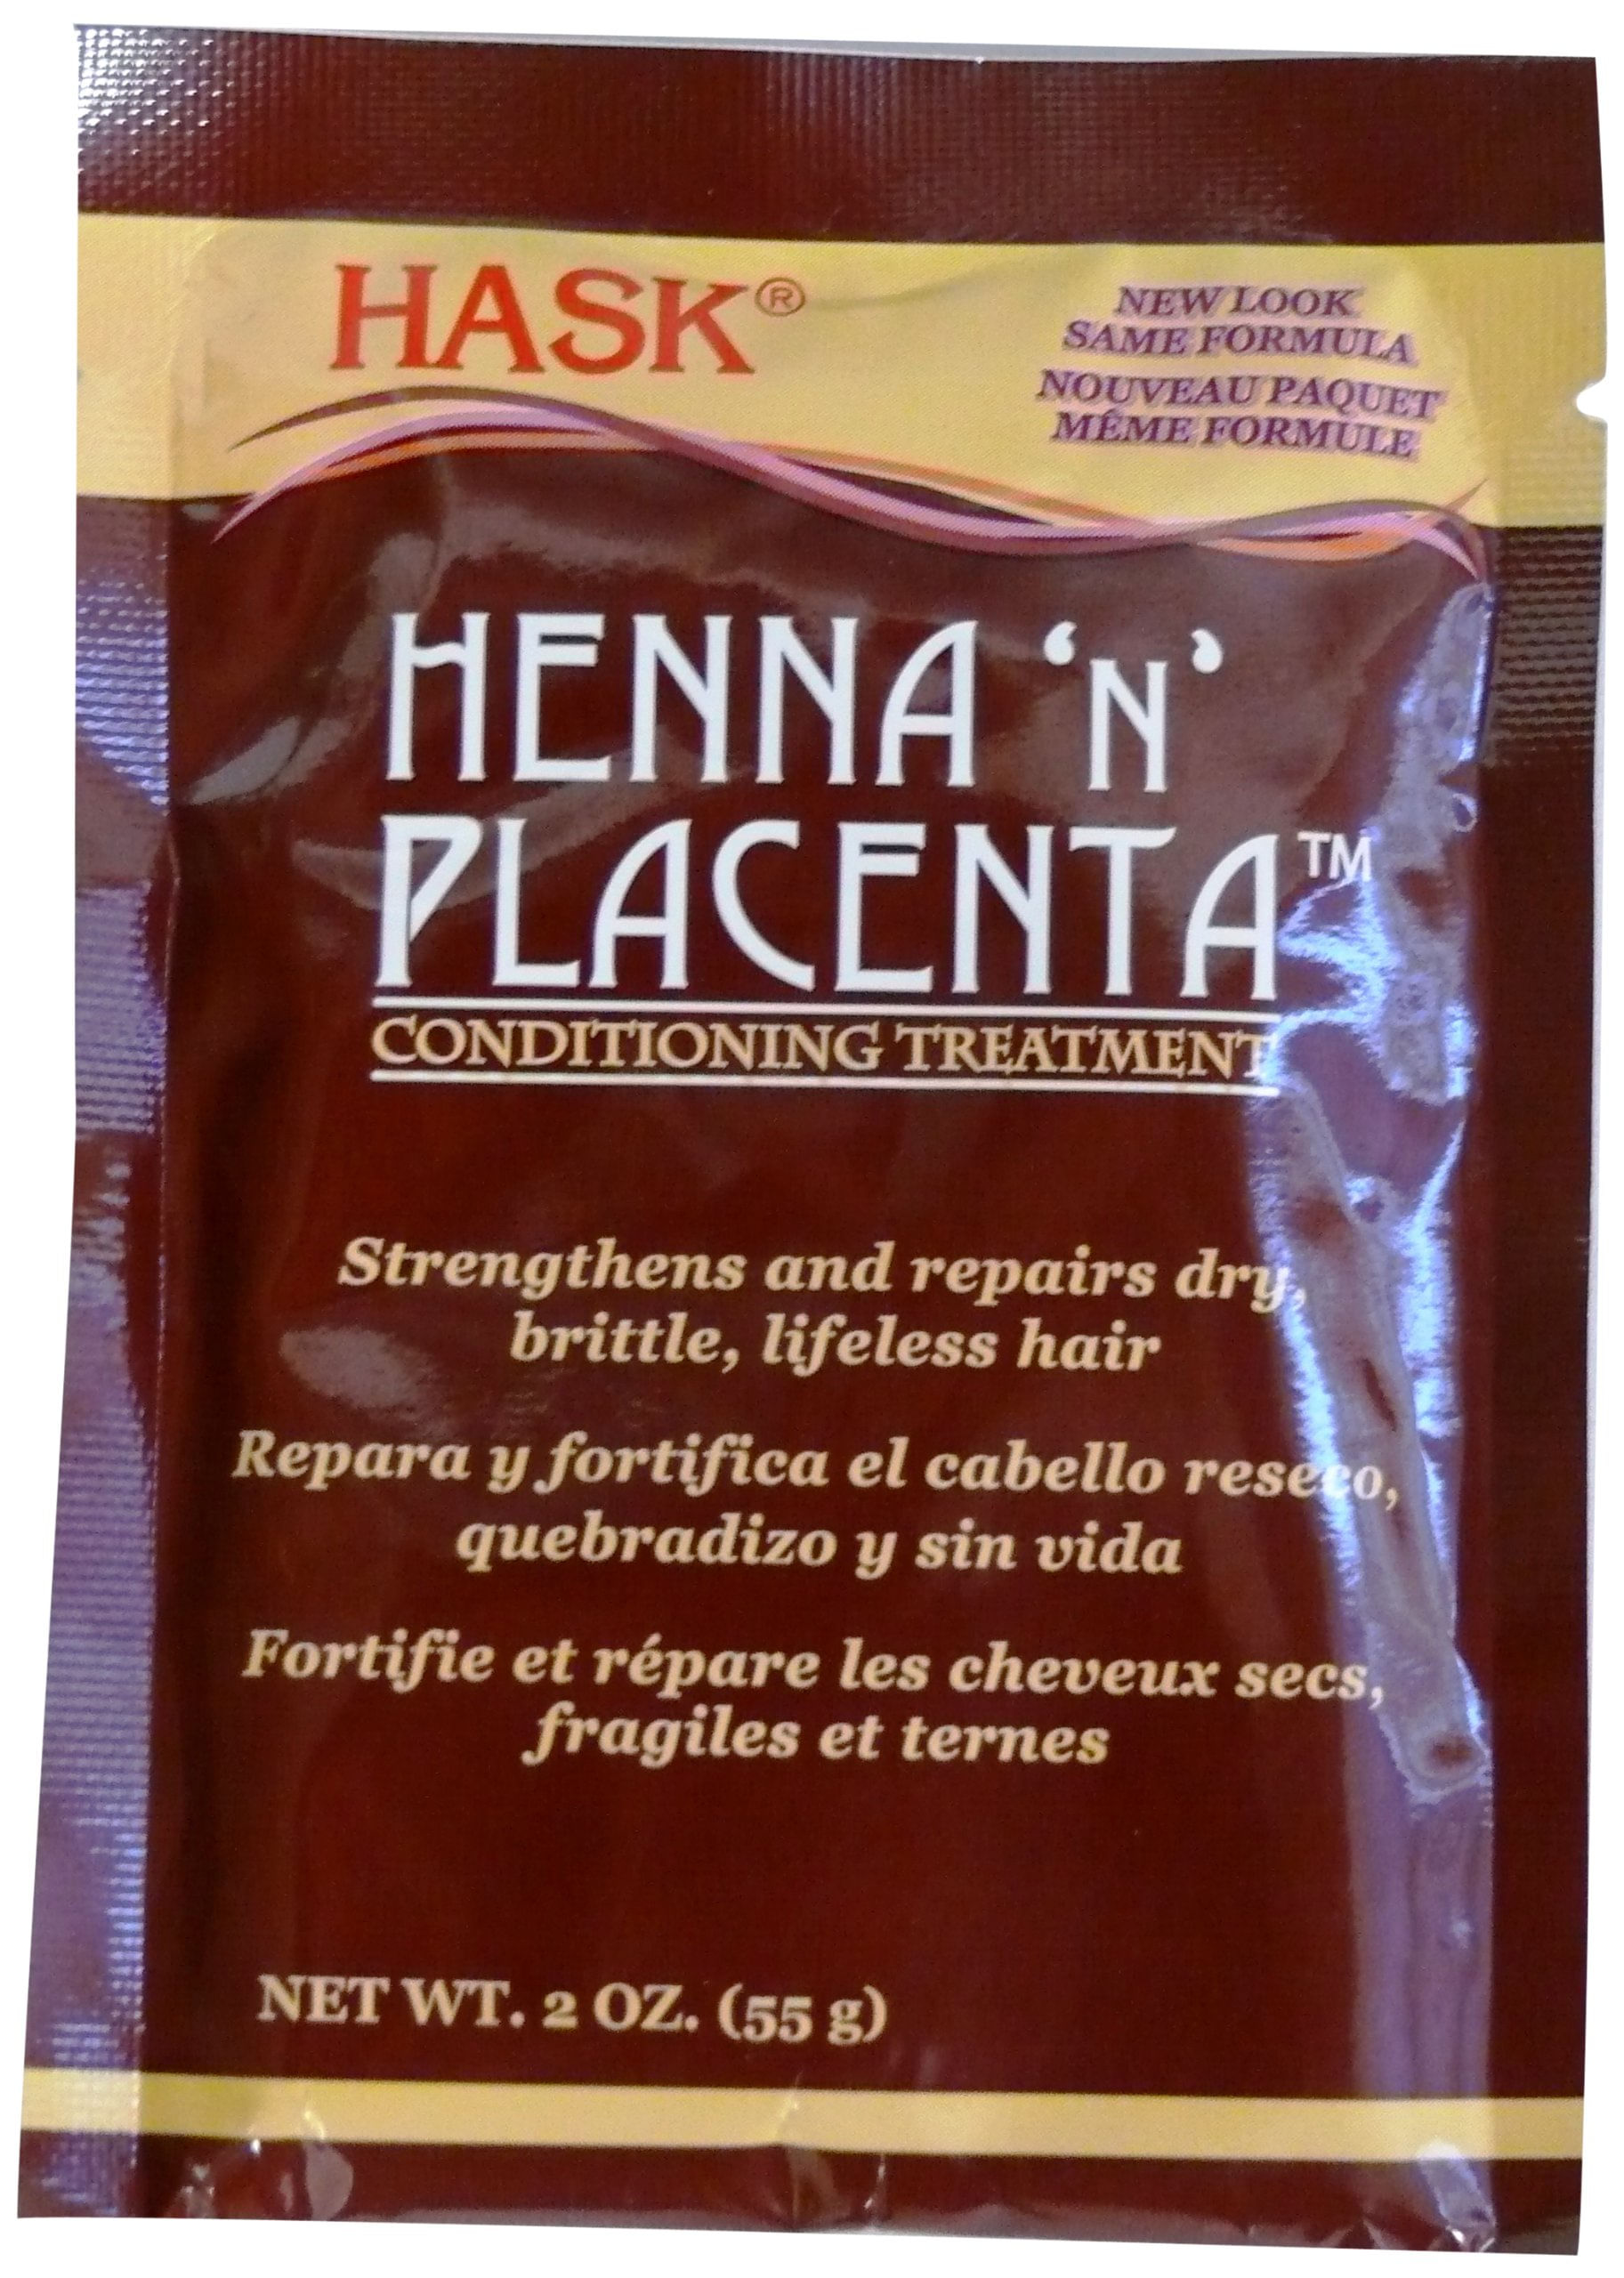 HASK®
NEW LOOK
SAME FORMULA
NOUVEAU PAQUET
MÊME FORMULE
HENNA ‘N’
PLACENTA™
CONDITIONING TREATMENT
Strengthens and repairs dry,
brittle, lifeless hair
Repara y fortifica el cabello reseco,
quebradizo y sin vida
Fortifie et répare les cheveux secs,
fragiles et ternes
NET WT. 2 OZ. (55 g)